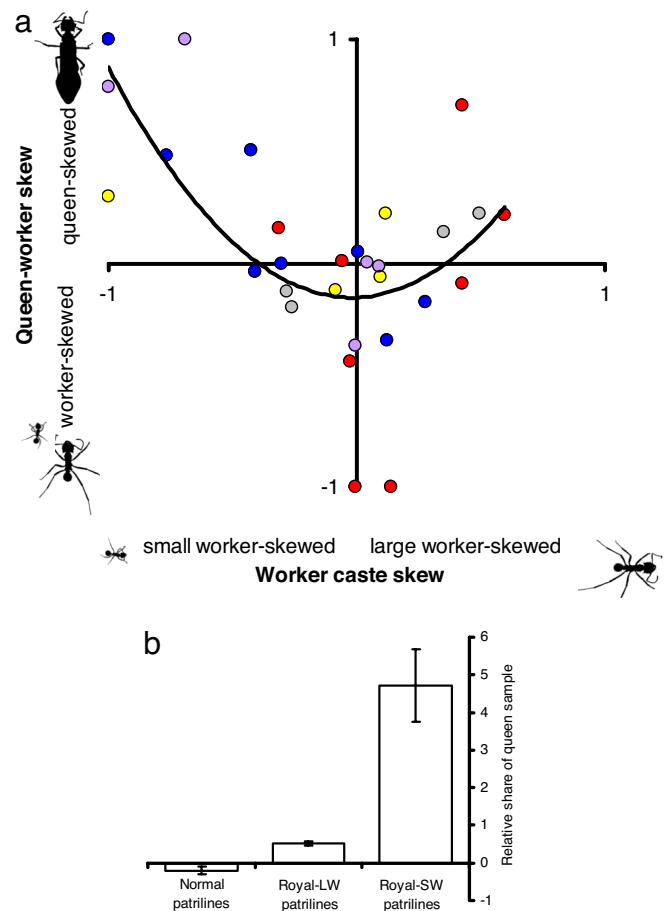 a
1
Queen-worker skew
queen-skewed
worker-skewed
-1
1
-1
small worker-skewed
large worker-skewed
Worker caste skew
b
6
5
4
3
2
1
0
-1
Relative share of queen sample
Normal
patrilines
Royal-LW
patrilines
Royal-SW
patrilines